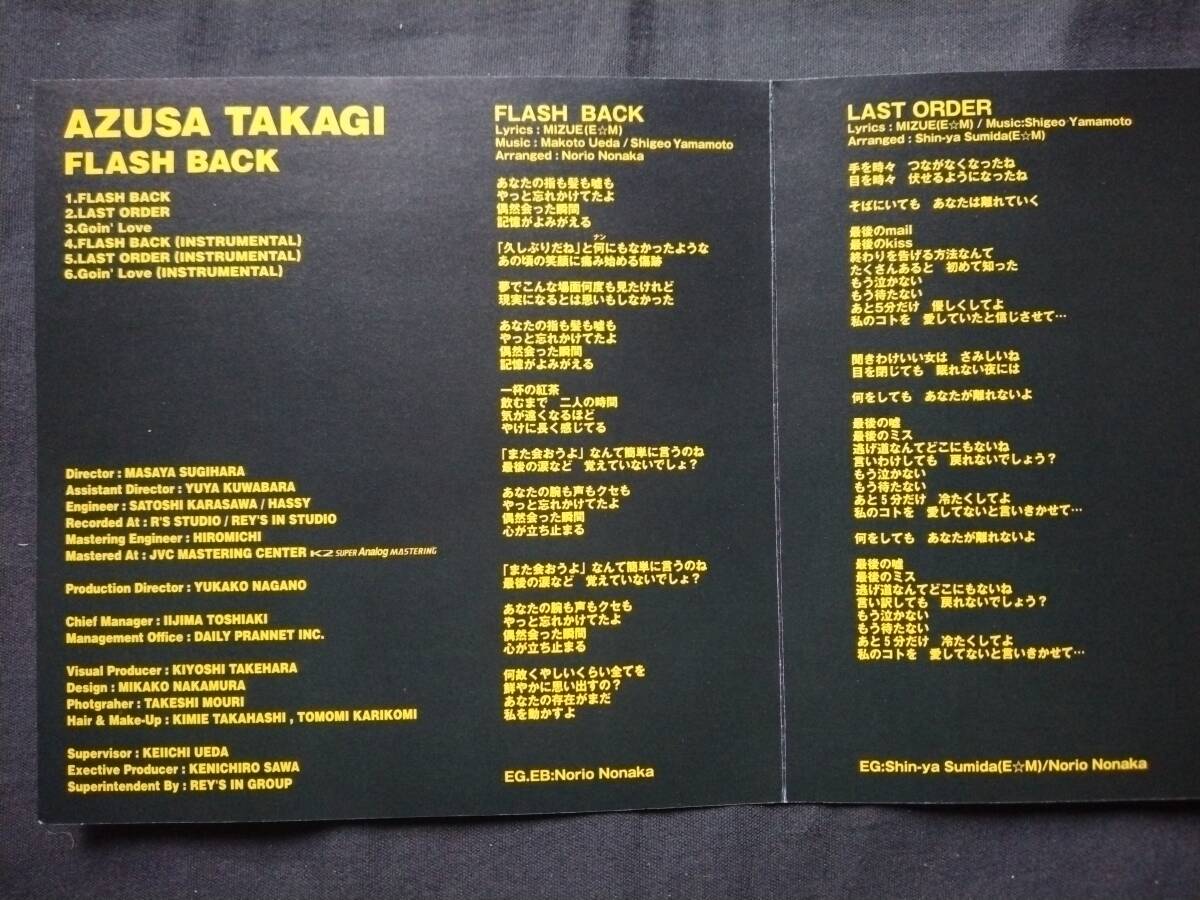 AZUSA TAKAGI
FLASH BACK
1.FLASH BACK
2.LAST ORDER
3.Goin' Love
4.FLASH BACK (INSTRUMENTAL)
5.LAST ORDER (INSTRUMENTAL)
6.Goin' Love (INSTRUMENTAL)
Director : MASAYA SUGIHARA
Assistant Director : YUYA KUWABARA
Engineer : SATOSHI KARASAWA / HASSY
Recorded At : R'S STUDIO / REY'S IN STUDIO
Mastering Engineer : HIROMICHI
Mastered At : JVC MASTERING CENTER K2 SUPER Analog MASTERING
Production Director : YUKAKO NAGANO
Chief Manager : IIJIMA TOSHIAKI
Management Office : DAILY PRANNET INC.
Visual Producer : KIYOSHI TAKEHARA
Design : MIKAKO NAKAMURA
Photgraher : TAKESHI MOURI
Hair & Make-Up : KIMIE TAKAHASHI , TOMOMI KARIKOMI
Supervisor : KEIICHI UEDA
Exective Producer : KENICHIRO SAWA
Superintendent By : REY'S IN GROUP
FLASH BACK
Lyrics : MIZUE(E☆M)
Music : Makoto Ueda / Shigeo Yamamoto
Arranged : Norio Nonaka
あなたの指も髪も嘘も
やっと忘れかけてたよ
偶然会った瞬間
記憶がよみがえる
ナン
「久しぶりだね」と何にもなかったような
あの頃の笑顔に痛み始める傷跡
夢でこんな場面何度も見たけれど
現実になるとは思いもしなかった
あなたの指も髪も嘘も
やっと忘れかけてたよ
偶然会った瞬間
記憶がよみがえる
一杯の紅茶
飲むまで 二人の時間
気が遠くなるほど
やけに長く感じてる
「また会おうよ」なんて簡単に言うのね
最後の涙など 覚えていないでしょ?
あなたの腕も声もクセも
やっと忘れかけてたよ
偶然会った瞬間
心が立ち止まる
「また会おうよ」なんて簡単に言うのね
最後の涙など 覚えていないでしょ?
あなたの腕も声もクセも
やっと忘れかけてたよ
偶然会った瞬間
心が立ち止まる
何故くやしいくらい全てを
鮮やかに思い出すの?
あなたの存在がまだ
私を動かすよ
EG.EB:Norio Nonaka
LAST ORDER
Lyrics : MIZUE(E☆M) / Music:Shigeo Yamamoto
Arranged : Shin-ya Sumida(E☆M)
手を時々 つながなくなったね
目を時々 伏せるようになったね
そばにいても あなたは離れていく
最後のmail
最後のkiss
終わりを告げる方法なんて
たくさんあると 初めて知った
もう泣かない
もう待たない
あと5分だけ 優しくしてよ
私のコトを 愛していたと信じさせて…
聞きわけいい女は さみしいね
目を閉じても 眠れない夜には
何をしても あなたが離れないよ
最後の嘘
最後のミス
逃げ道なんてどこにもないね
言いわけしても 戻れないでしょう?
もう泣かない
もう待たない
あと5分だけ 冷たくしてよ
私のコトを 愛してないと言いきかせて…
何をしても あなたが離れないよ
最後の嘘
最後のミス
逃げ道なんてどこにもないね
言い訳しても 戻れないでしょう?
もう泣かない
もう待たない
あと5分だけ 冷たくしてよ
私のコトを 愛してないと言いきかせて…
EG:Shin-ya Sumida(E☆M)/Norio Nonaka